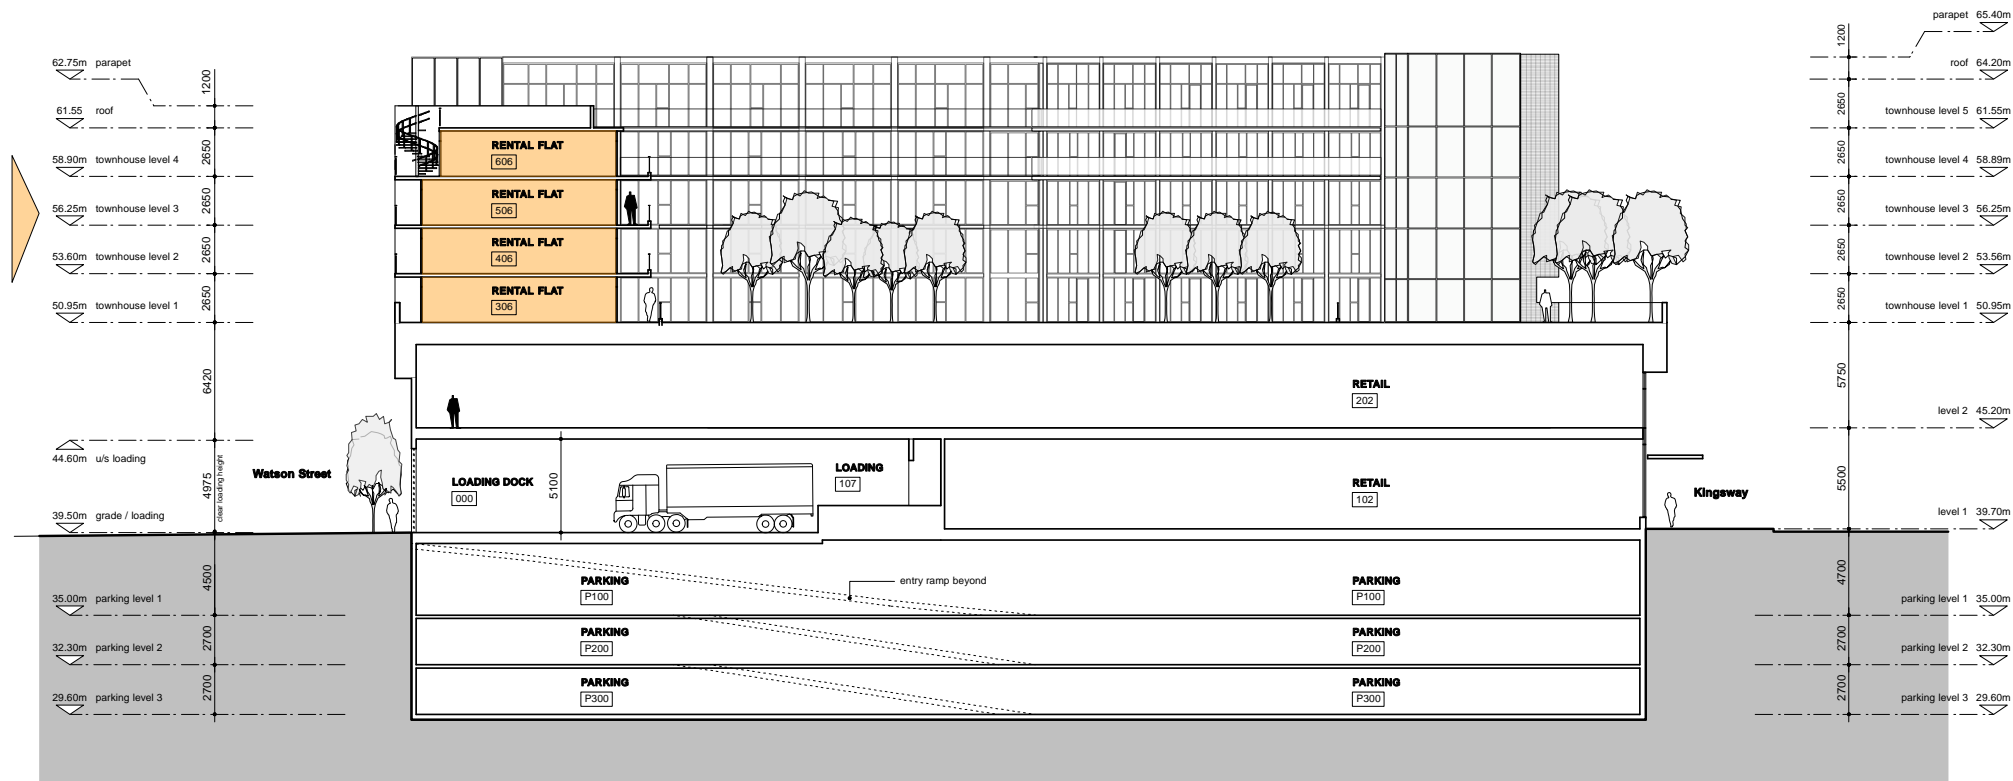 62.75m parapet
61.55 roof
58.90m townhouse level 4
56.25m townhouse level 3
53.60m townhouse level 2
50.95m townhouse level 1
44.60m u/s loading
39.50m grade / loading
35.00m parking level 1
32.30m parking level 2
29.60m parking level 3
1200
2650
2650
2650
2650
6420
4975
clear loading height
4500
2700
2700
Watson Street
RENTAL FLAT
606
RENTAL FLAT
506
RENTAL FLAT
406
RENTAL FLAT
306
RETAIL
202
LOADING DOCK
000
5100
LOADING
107
RETAIL
102
Kingsway
PARKING
P100
entry ramp beyond
PARKING
P100
PARKING
P200
PARKING
P200
PARKING
P300
PARKING
P300
1200
2650
2650
2650
2650
2650
5750
5500
4700
2700
2700
parapet 65.40m
roof 64.20m
townhouse level 5 61.55m
townhouse level 4 58.89m
townhouse level 3 56.25m
townhouse level 2 53.56m
townhouse level 1 50.95m
level 2 45.20m
level 1 39.70m
parking level 1 35.00m
parking level 2 32.30m
parking level 3 29.60m